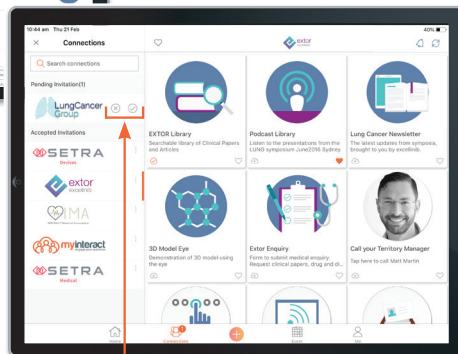 10:44 am Thu 21 Feb
40%
Connections
extor
excellinib
Search connections
Pending Invitation(1)
LungCancer
Group
Accepted Invitations
SETRA
Devices
extor
excellinib
IMA
myinteract
SETRA
Medical
EXTOR Library
Searchable library of Clinical Papers
and Articles
Podcast Library
Listen to the presentations from the
LUNG symposium June2016 Sydney
Lung Cancer Newsletter
The latest updates from symposia,
brought to you by excellinib.
3D Model Eye
Demonstration of 3D model using
the eye
Extor Enquiry
Form to submit medical enquiry.
Request clinical papers, drug and di...
Call your Territory Manager
Tap here to call Matt Martin
Home
Connections
Event
Me